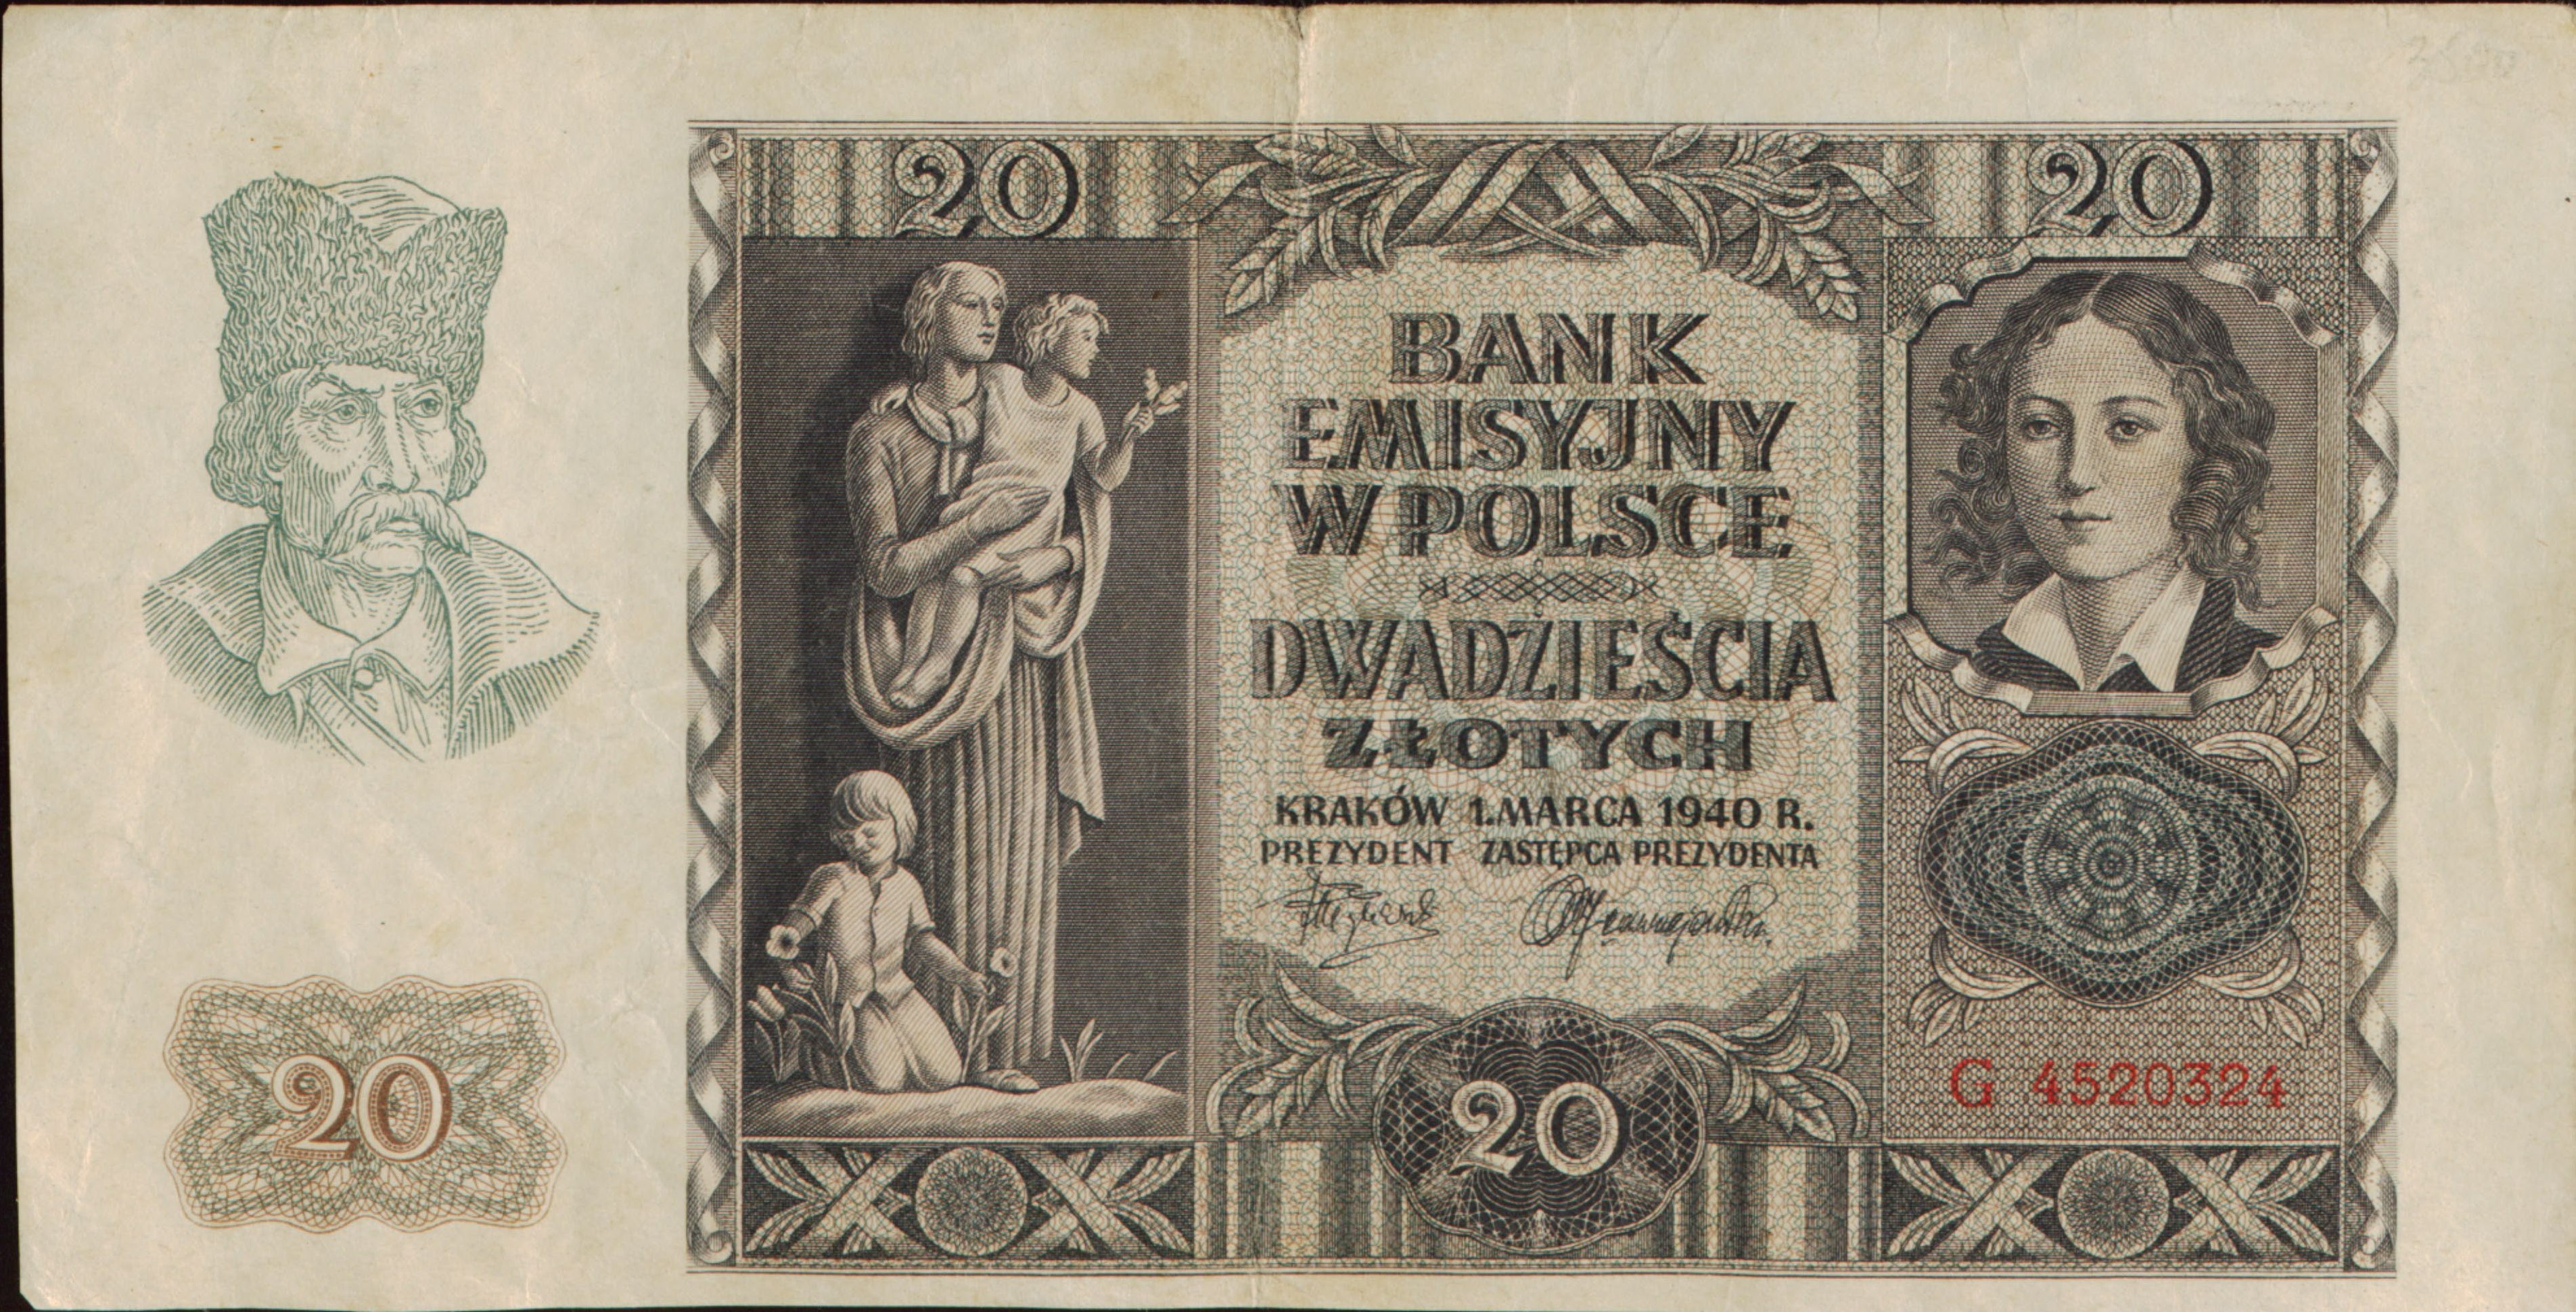 20
20
BANK
EMISYJNY
W POLSCE
DWADZIEŚCIA
ZŁOTYCH
KRAKÓW 1. MARCA 1940 R.
PREZYDENT ZASTĘPCA PREZYDENTA
G 4520324
20
20